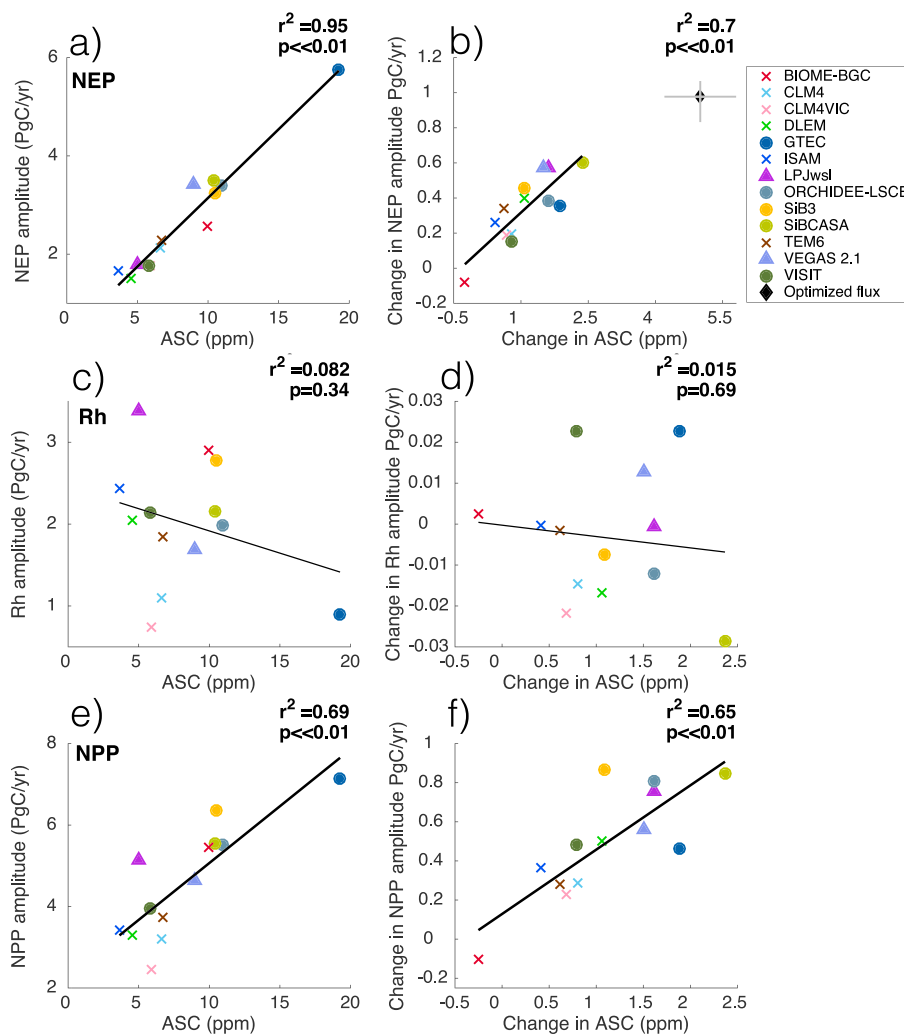 a)
NEP
r² =0.95
p<<0.01
NEP amplitude (PgC/yr)
6
4
2
0
5
10
15
20
ASC (ppm)
b)
r² =0.7
p<<0.01
Change in NEP amplitude PgC/yr)
1.2
1
0.8
0.6
0.4
0.2
0
-0.2
-0.5
1
2.5
4
5.5
Change in ASC (ppm)
BIOME-BGC
CLM4
CLM4VIC
DLEM
GTEC
ISAM
LPJwsl
ORCHIDEE-LSCE
SiB3
SiBCASA
TEM6
VEGAS 2.1
VISIT
Optimized flux
c)
Rh
r² =0.082
p=0.34
Rh amplitude (PgC/yr)
3
2
1
0
5
10
15
20
ASC (ppm)
d)
r² =0.015
p=0.69
Change in Rh amplitude PgC/yr)
0.03
0.02
0.01
0
-0.01
-0.02
-0.03
-0.5
0
0.5
1
1.5
2
2.5
Change in ASC (ppm)
e)
NPP
r² =0.69
p<<0.01
NPP amplitude (PgC/yr)
8
6
4
2
0
5
10
15
20
ASC (ppm)
f)
r² =0.65
p<<0.01
Change in NPP amplitude PgC/yr)
1
0.8
0.6
0.4
0.2
0
-0.2
-0.5
0
0.5
1
1.5
2
2.5
Change in ASC (ppm)